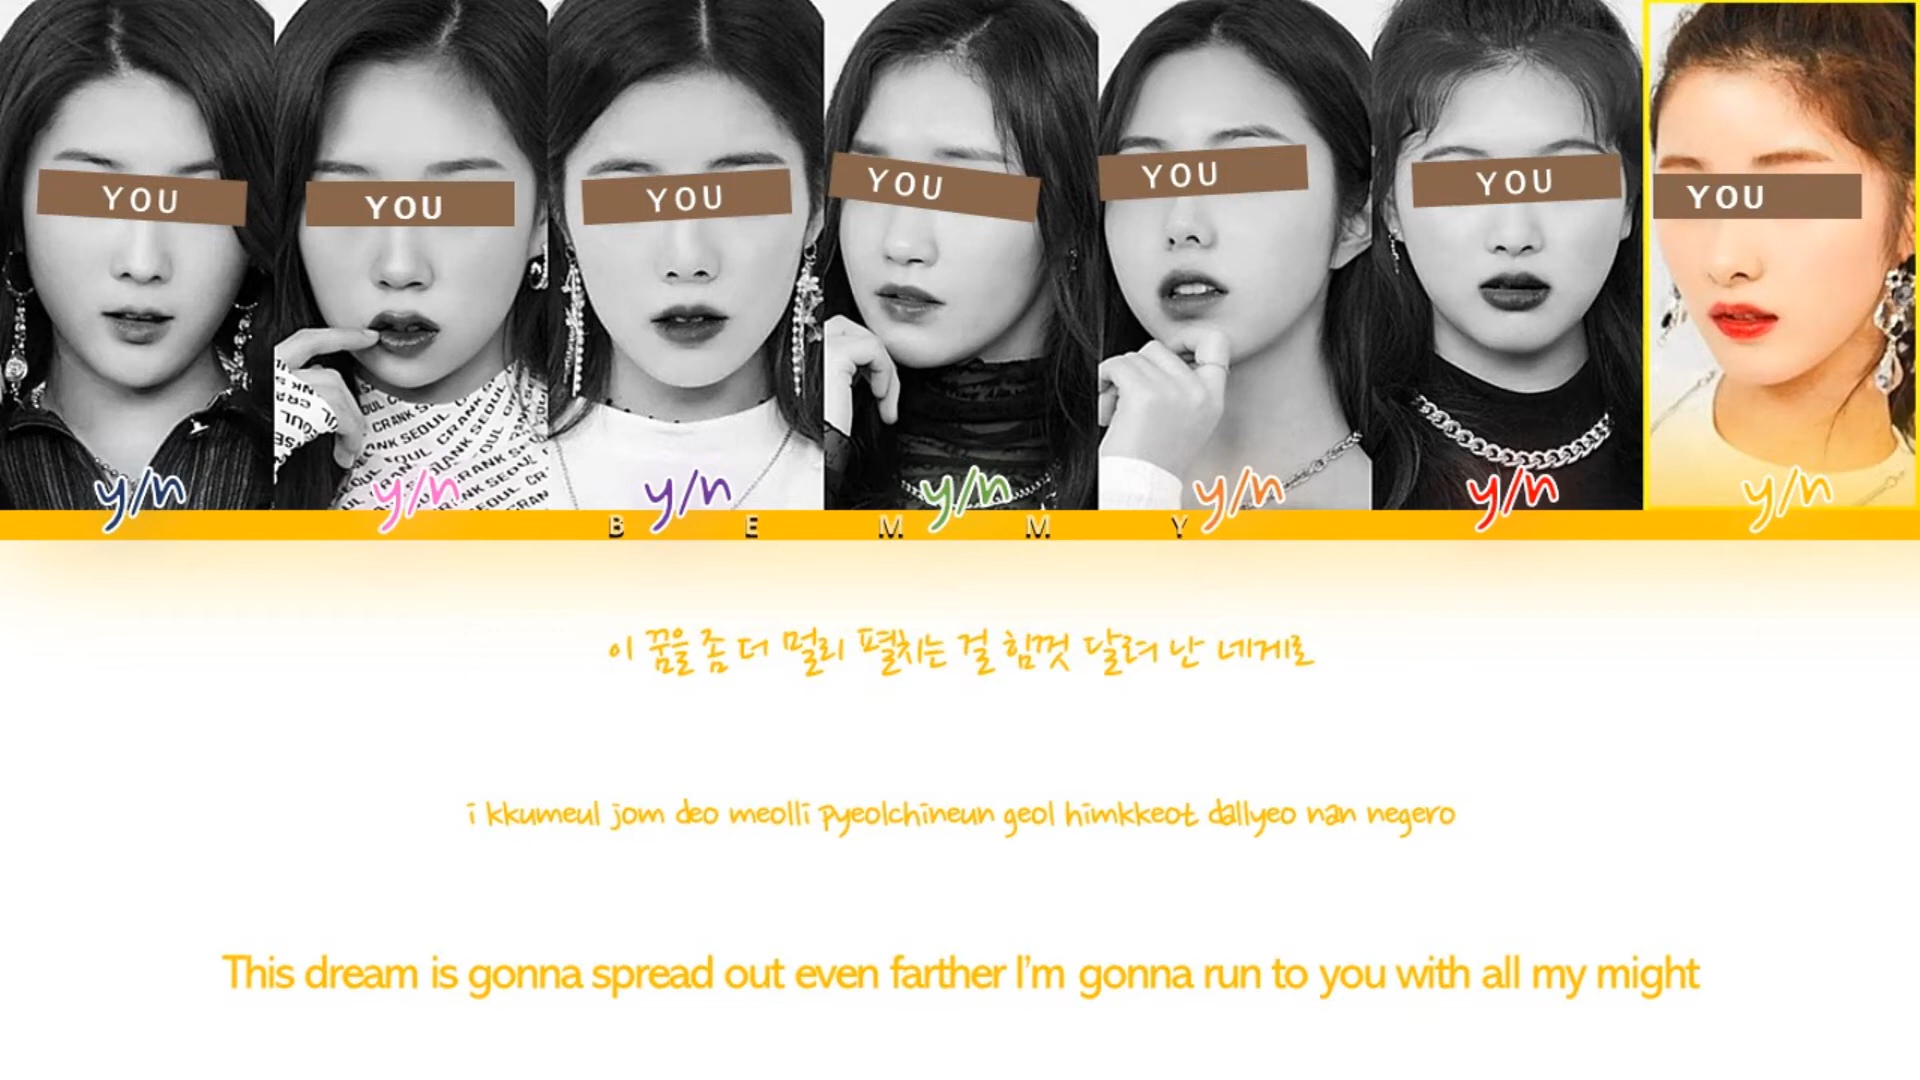 YOU YOU YOU YOU YOU YOU YOU
CRANK SEOUL
y/n y/n y/n y/n y/n y/n y/n
B E M M Y
이 꿈을 좀 더 멀리 펼치는 걸 힘껏 달려 난 네게로
i kkumeul jom deo meolli pyeolchineun geol himkkeot dallyeo nan negero
This dream is gonna spread out even farther I'm gonna run to you with all my might